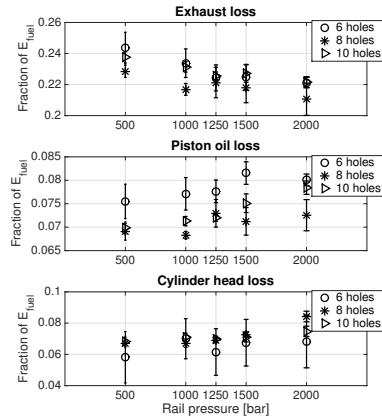 Exhaust loss
0.26
0.24
0.22
0.2
Fraction of E_fuel
500 1000 1250 1500 2000
6 holes
8 holes
10 holes
Piston oil loss
0.085
0.08
0.075
0.07
0.065
Fraction of E_fuel
500 1000 1250 1500 2000
6 holes
8 holes
10 holes
Cylinder head loss
0.1
0.08
0.06
0.04
Fraction of E_fuel
500 1000 1250 1500 2000
6 holes
8 holes
10 holes
Rail pressure [bar]